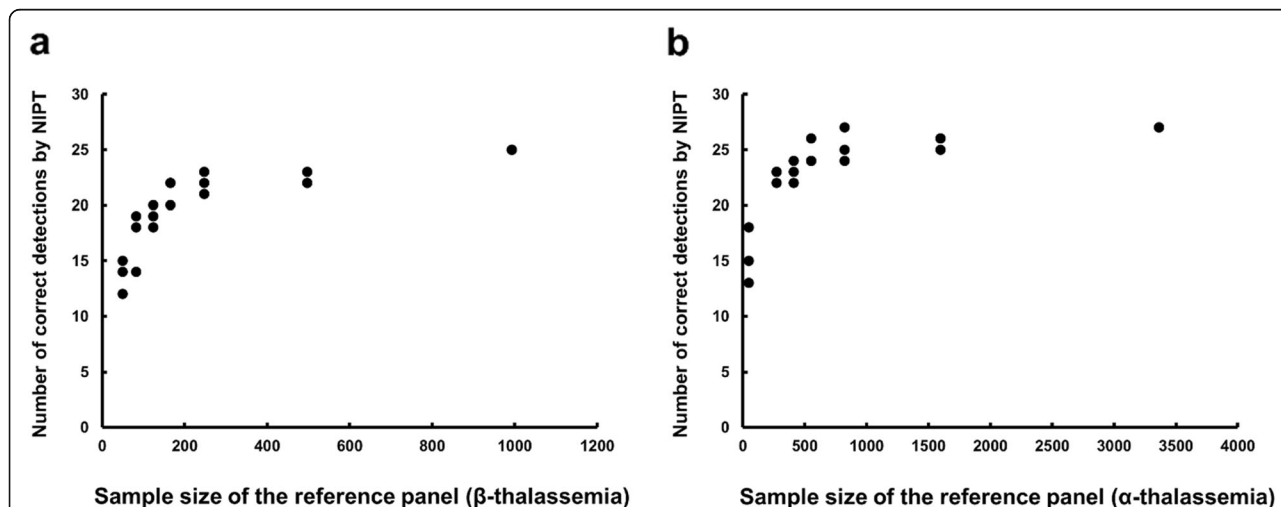 a
Number of correct detections by NIPT
30
25
20
15
10
5
0
0 200 400 600 800 1000 1200
Sample size of the reference panel (β-thalassemia)
b
Number of correct detections by NIPT
30
25
20
15
10
5
0
0 500 1000 1500 2000 2500 3000 3500 4000
Sample size of the reference panel (α-thalassemia)